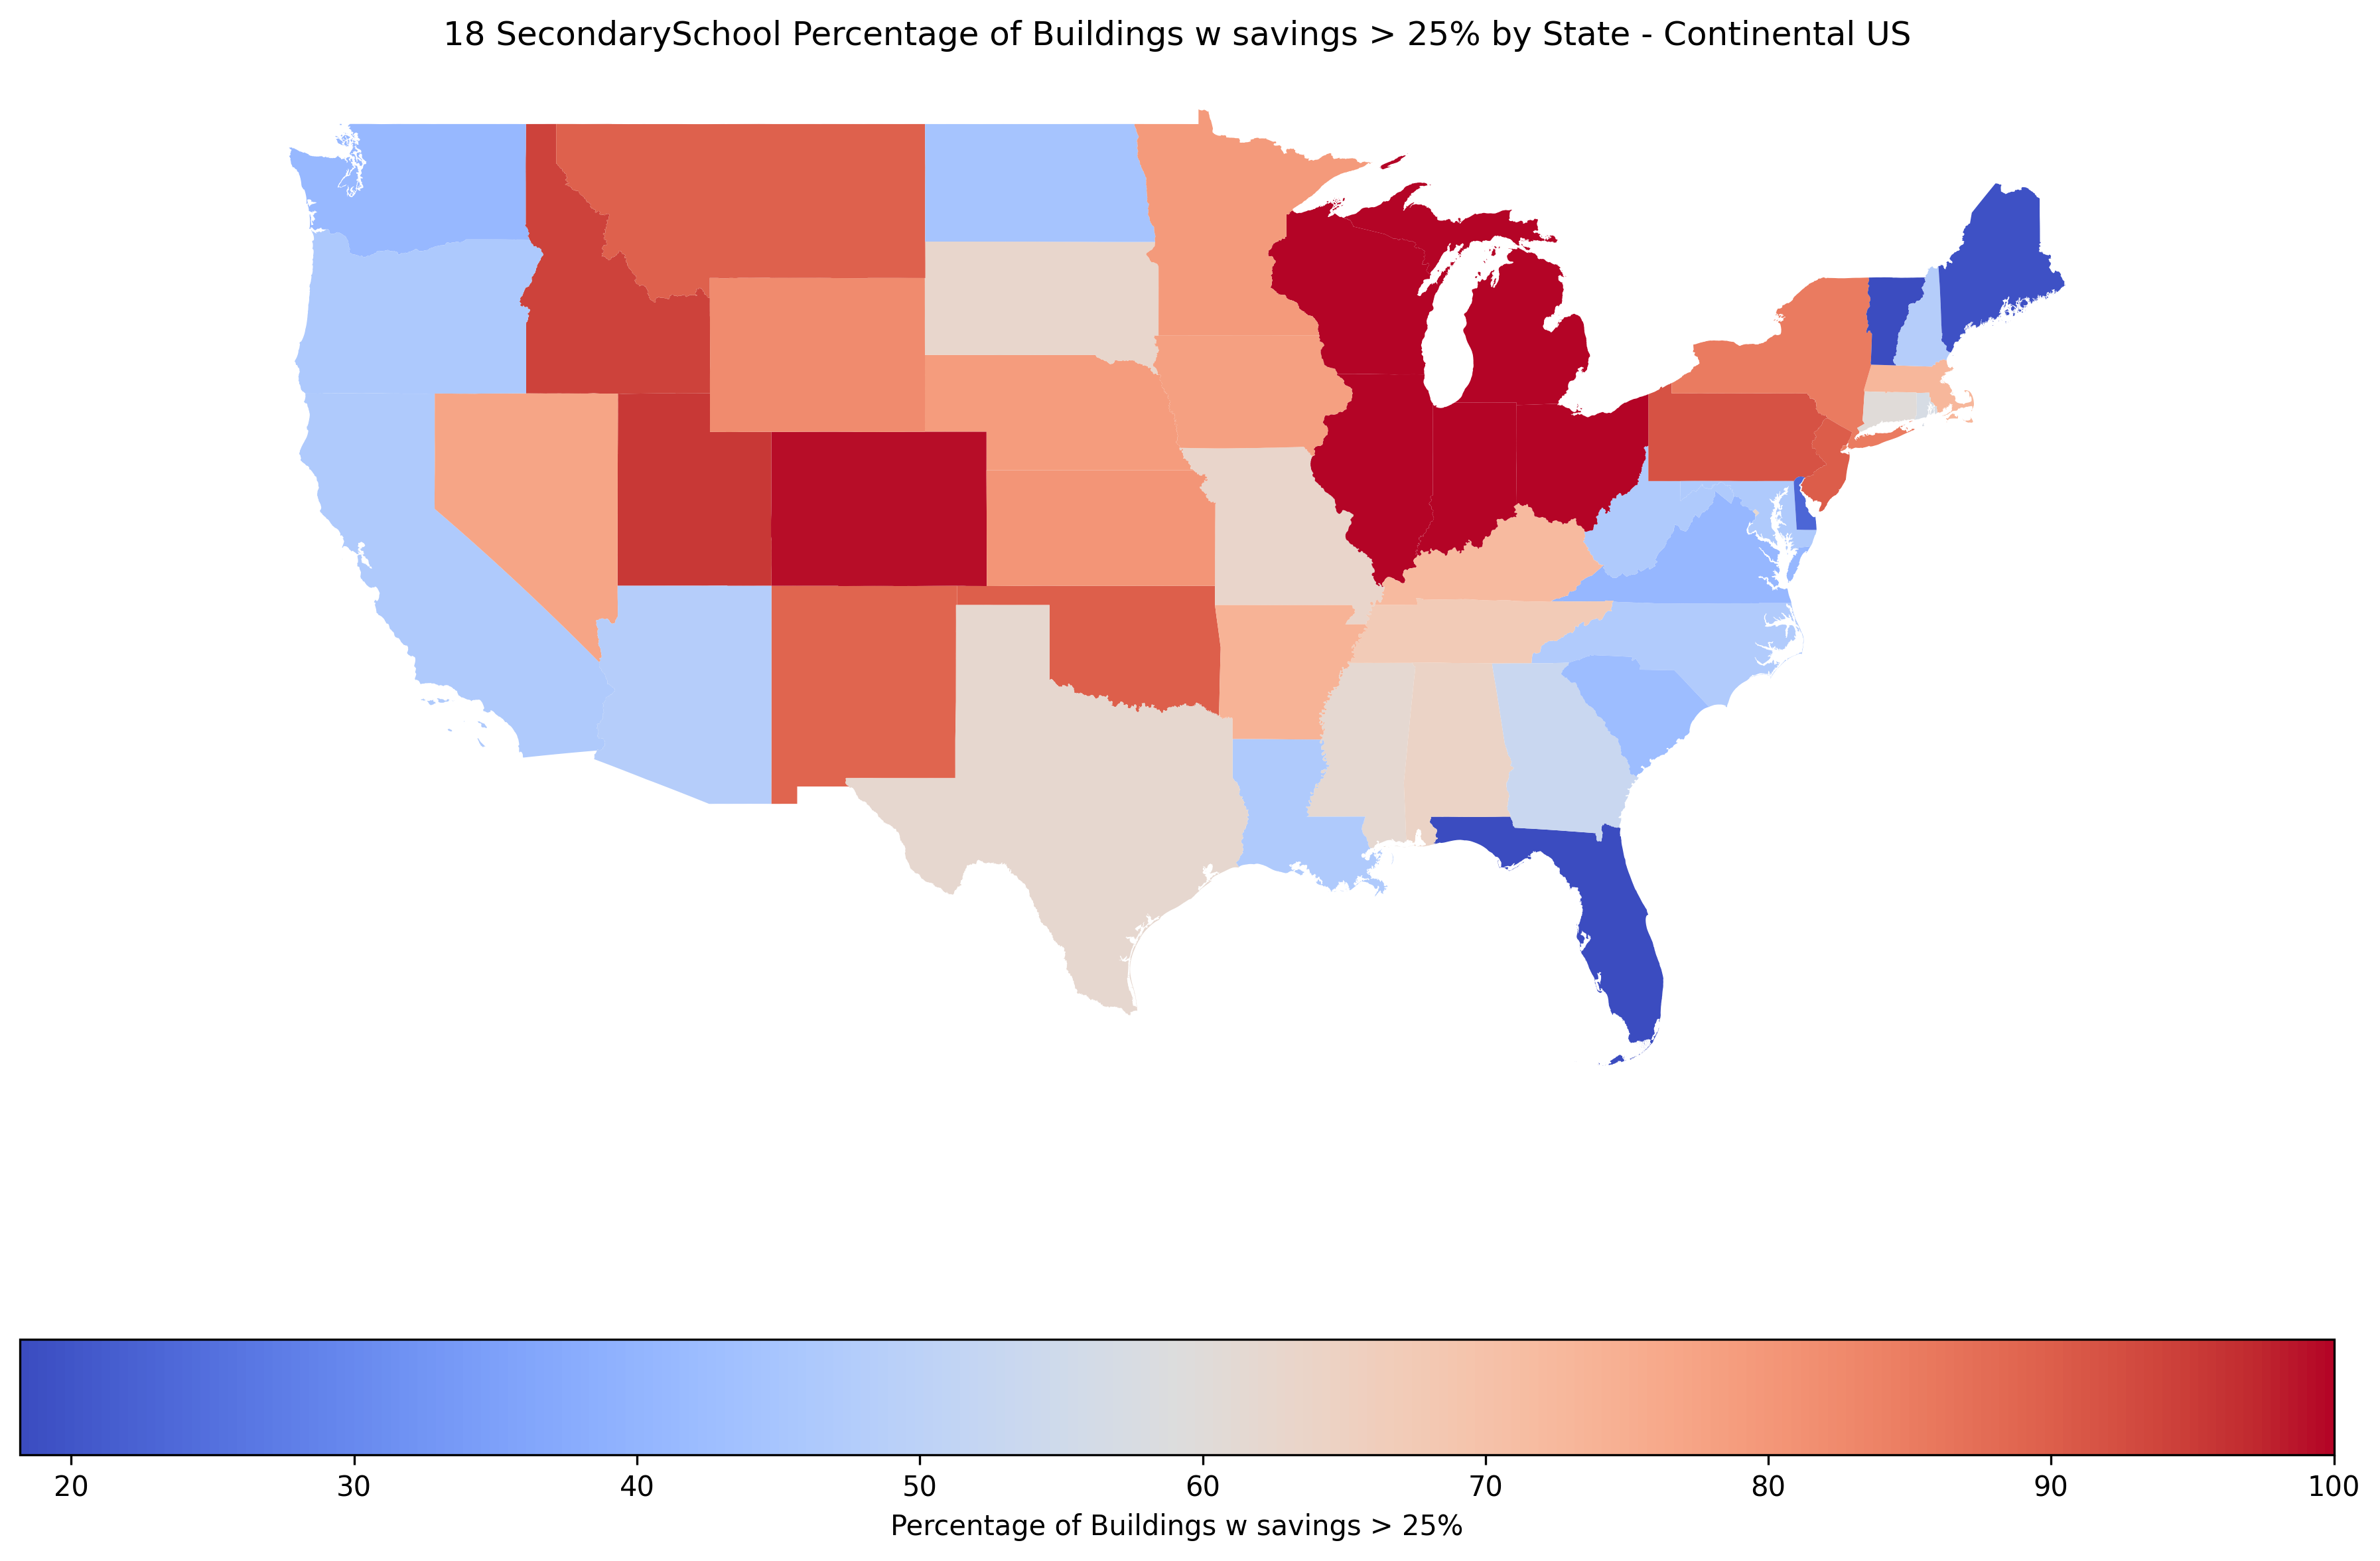 18 SecondarySchool Percentage of Buildings w savings > 25% by State - Continental US
20 30 40 50 60 70 80 90 100
Percentage of Buildings w savings > 25%